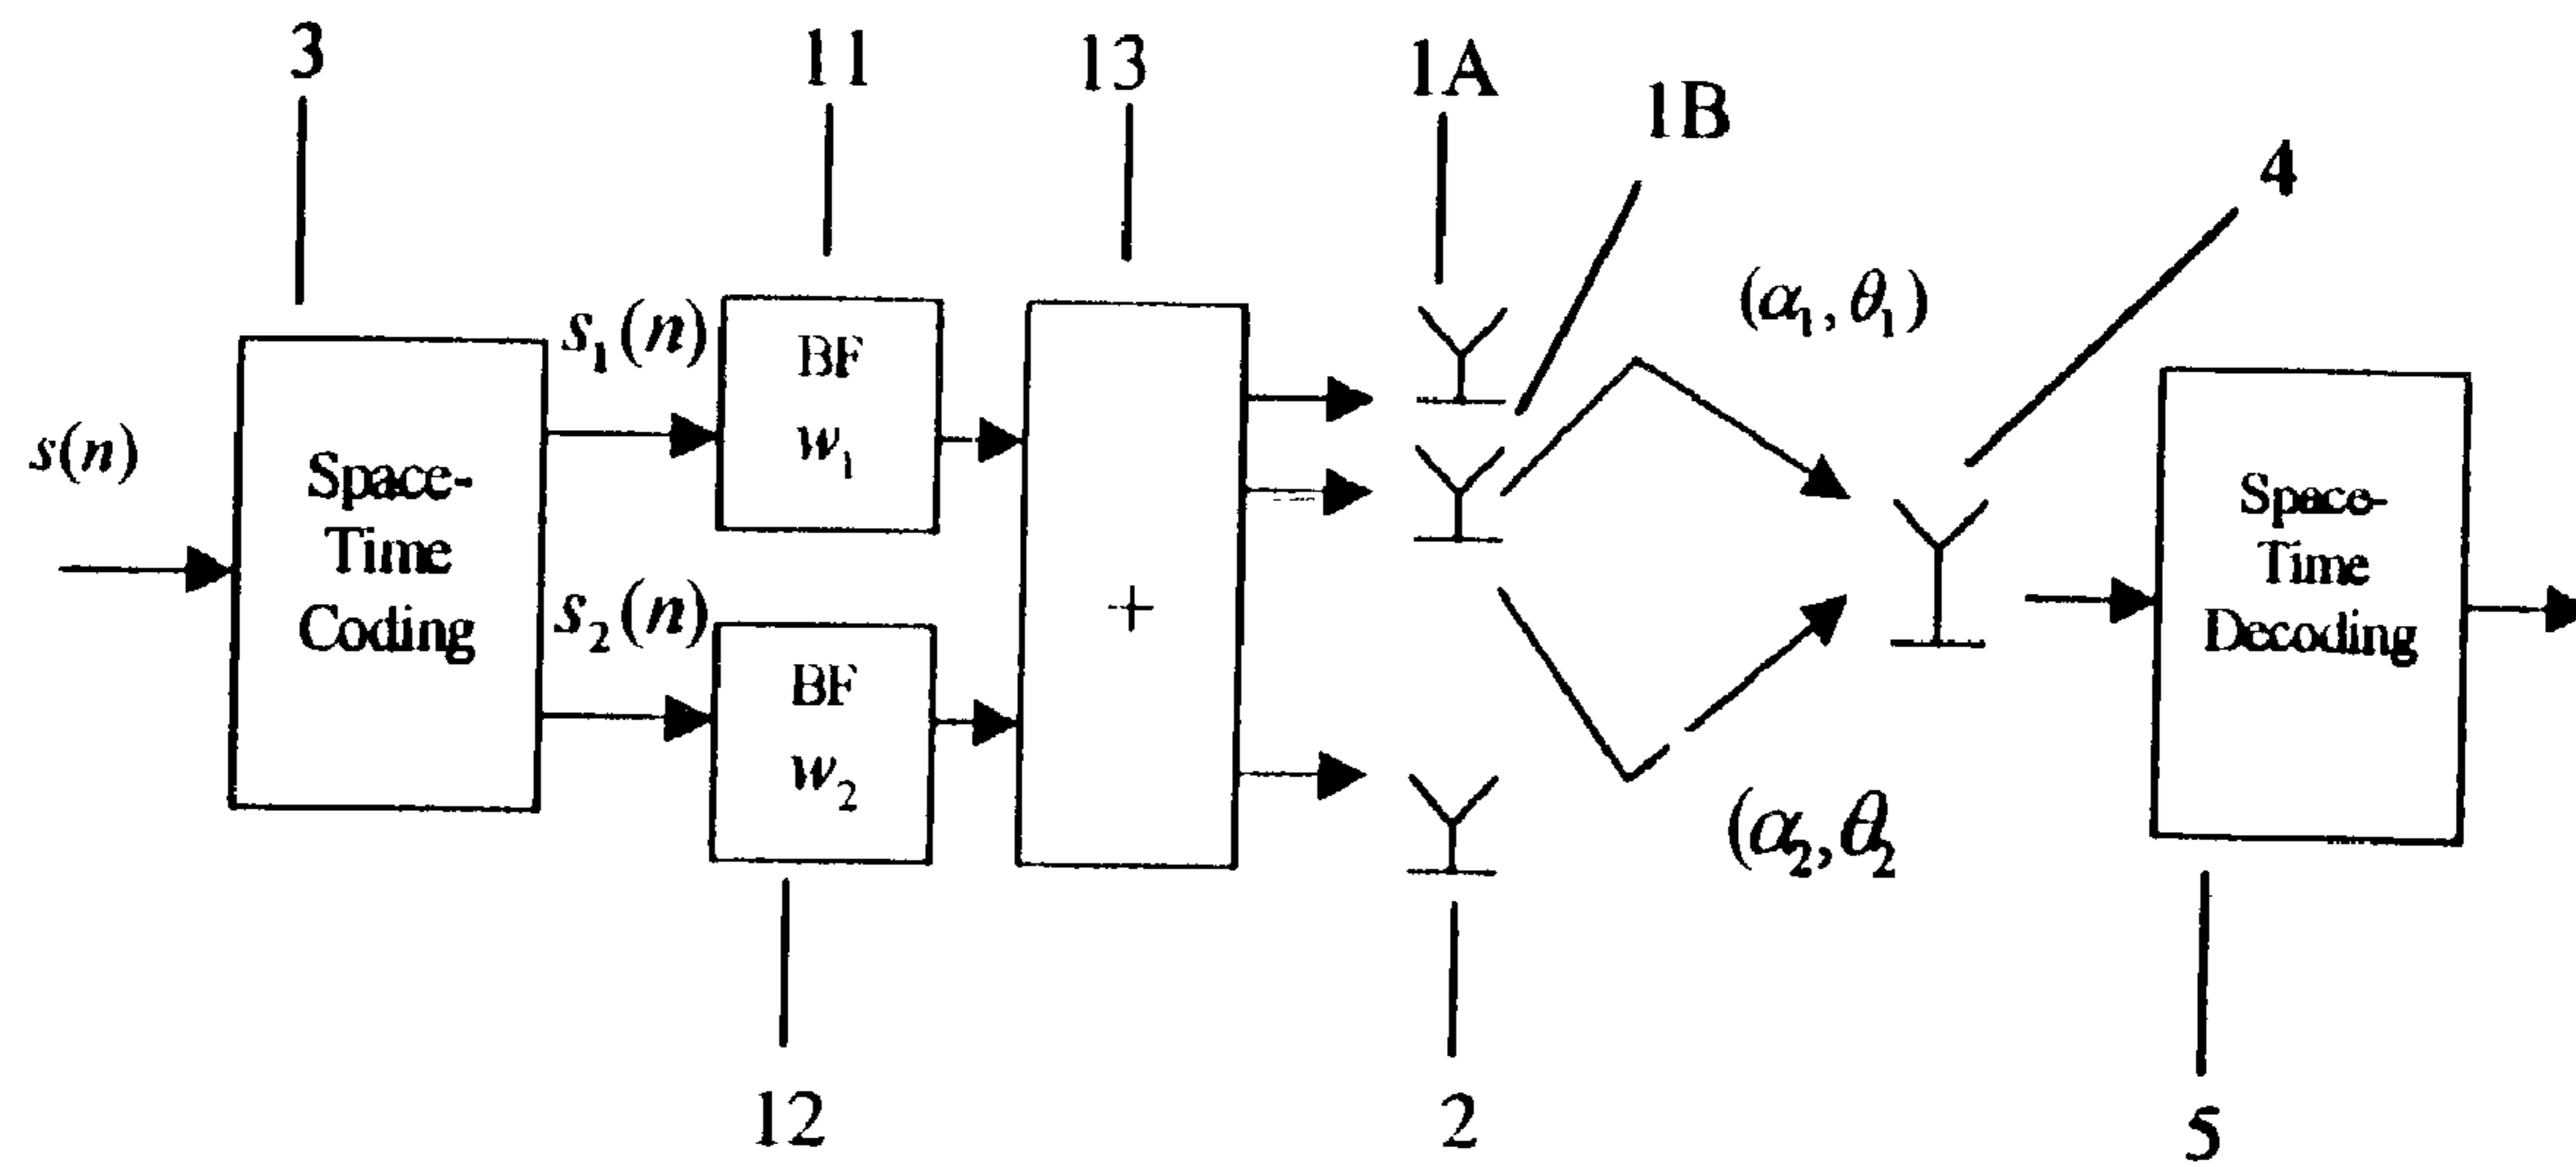 3
11
13
1A
1B
4
s(n)
Space-
Time
Coding
s₁(n)
s₂(n)
BF
w₁
BF
w₂
+
(α₁, θ₁)
(α₂, θ₂
Space-
Time
Decoding
12
2
5